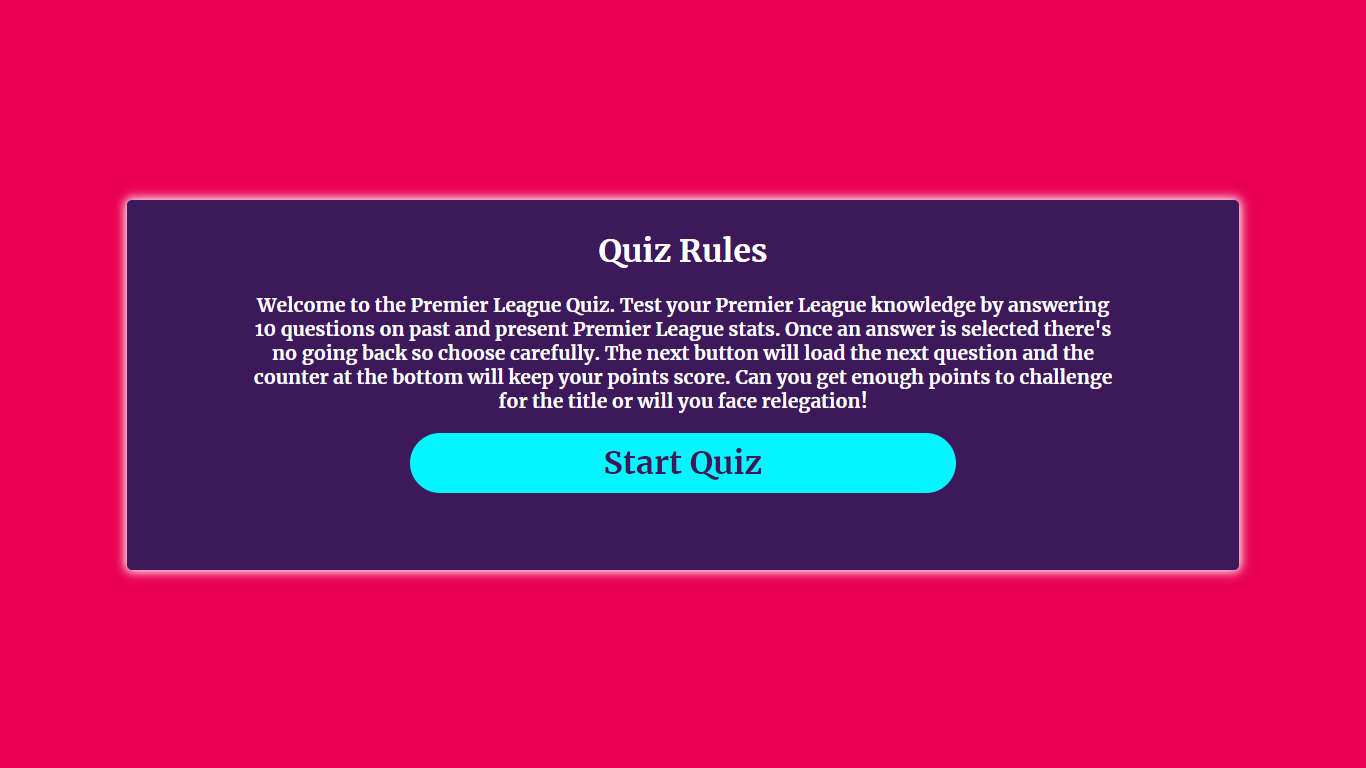 Quiz Rules
Welcome to the Premier League Quiz. Test your Premier League knowledge by answering
10 questions on past and present Premier League stats. Once an answer is selected there's
no going back so choose carefully. The next button will load the next question and the
counter at the bottom will keep your points score. Can you get enough points to challenge
for the title or will you face relegation!
Start Quiz